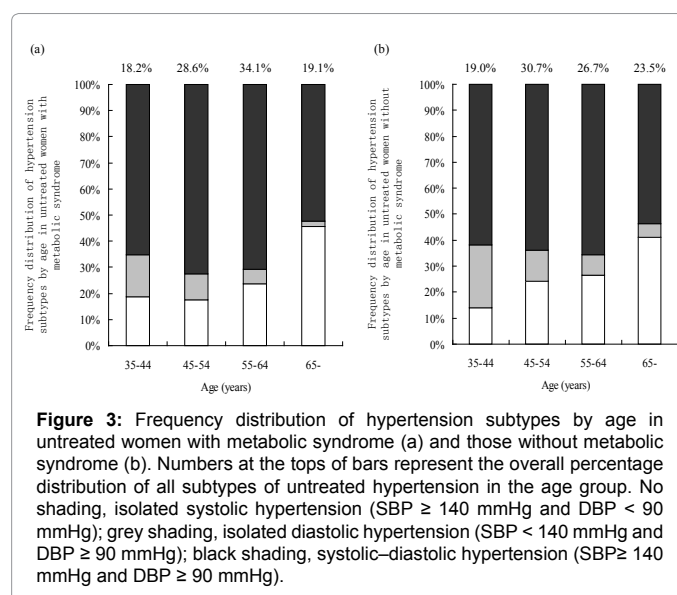 (a)
18.2% 28.6% 34.1% 19.1%
Frequency distribution of hypertension
subtypes by age in untreated women with
metabolic syndrome
100%
90%
80%
70%
60%
50%
40%
30%
20%
10%
0%
35-44 45-54 55-64 65-
Age (years)
(b)
19.0% 30.7% 26.7% 23.5%
Frequency distribution of hypertension
subtypes by age in untreated women without
metabolic syndrome
100%
90%
80%
70%
60%
50%
40%
30%
20%
10%
0%
35-44 45-54 55-64 65-
Age (years)
Figure 3: Frequency distribution of hypertension subtypes by age in
untreated women with metabolic syndrome (a) and those without metabolic
syndrome (b). Numbers at the tops of bars represent the overall percentage
distribution of all subtypes of untreated hypertension in the age group. No
shading, isolated systolic hypertension (SBP ≥ 140 mmHg and DBP < 90
mmHg); grey shading, isolated diastolic hypertension (SBP < 140 mmHg and
DBP ≥ 90 mmHg); black shading, systolic–diastolic hypertension (SBP≥ 140
mmHg and DBP ≥ 90 mmHg).